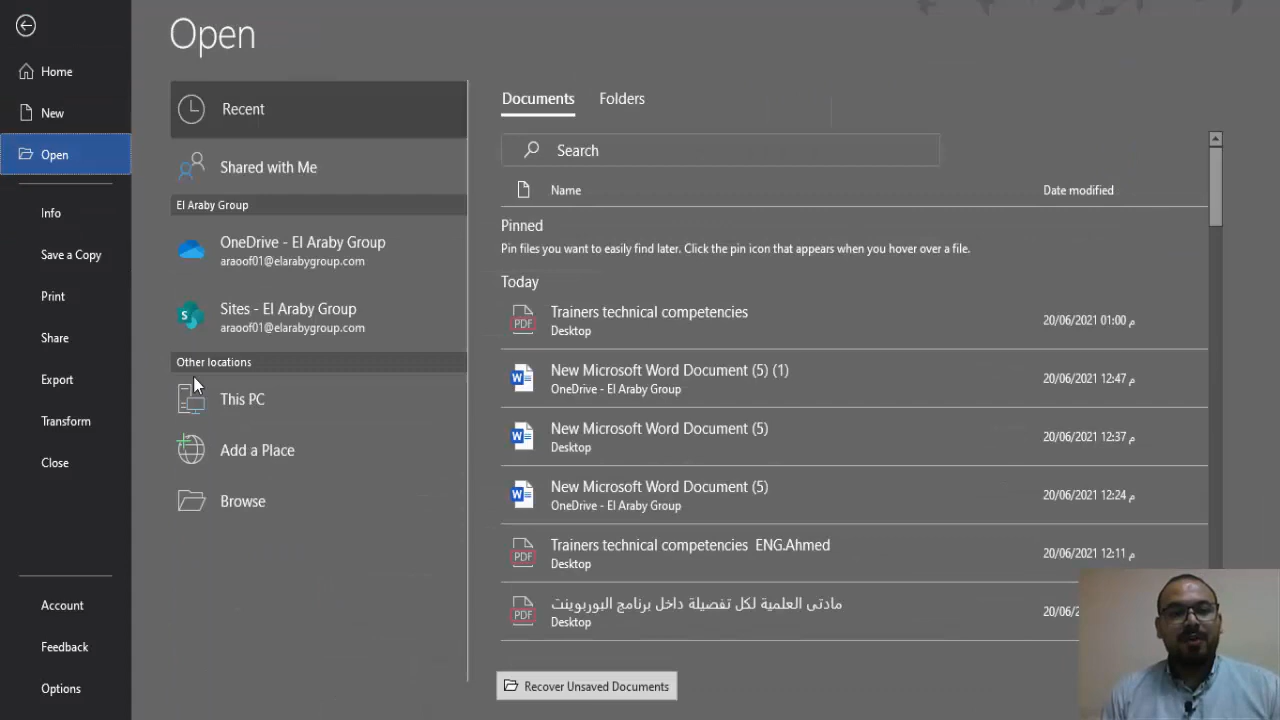 Open
Home
New
Open
Info
Save a Copy
Print
Share
Export
Transform
Close
Account
Feedback
Options
Recent
Shared with Me
El Araby Group
OneDrive - El Araby Group
araoof01@elarabygroup.com
Sites - El Araby Group
araoof01@elarabygroup.com
Other locations
This PC
Add a Place
Browse
Documents Folders
Search
Name Date modified
Pinned
Pin files you want to easily find later. Click the pin icon that appears when you hover over a file.
Today
Trainers technical competencies 20/06/2021 01:00 م
Desktop
New Microsoft Word Document (5) (1) 20/06/2021 12:47 م
OneDrive - El Araby Group
New Microsoft Word Document (5) 20/06/2021 12:37 م
Desktop
New Microsoft Word Document (5) 20/06/2021 12:24 م
OneDrive - El Araby Group
Trainers technical competencies ENG.Ahmed 20/06/2021 12:11 م
Desktop
مادتى العلمية لكل تفصيلة داخل برنامج البوربوينت
Desktop
Recover Unsaved Documents